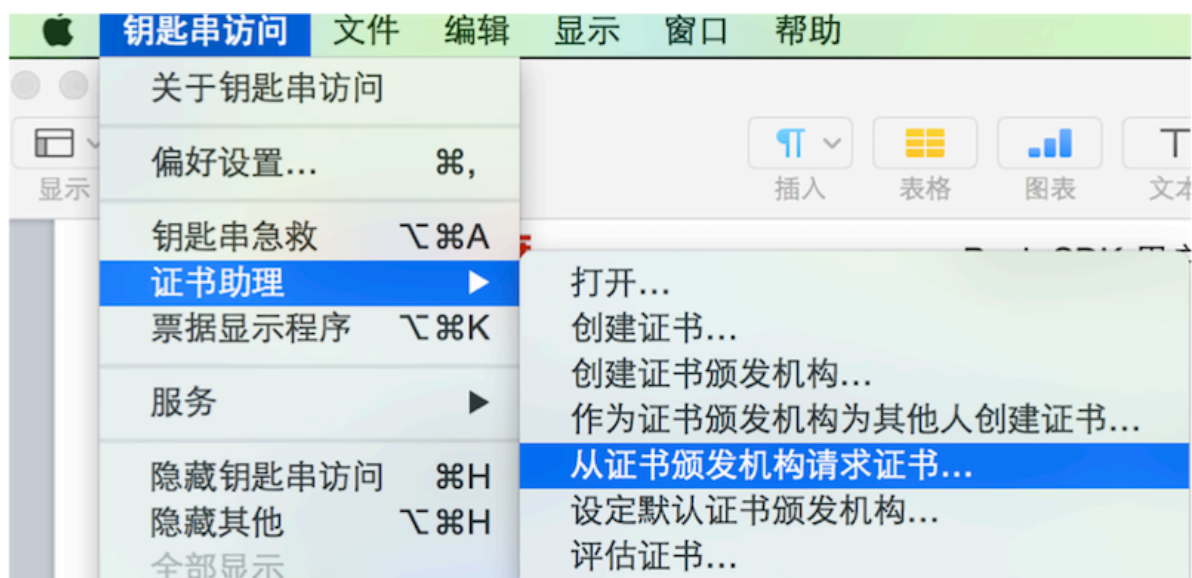 钥匙串访问 文件 编辑 显示 窗口 帮助
关于钥匙串访问
偏好设置... ⌘,
钥匙串急救 ⌥⌘A
证书助理 ▶
票据显示程序 ⌥⌘K
服务 ▶
隐藏钥匙串访问 ⌘H
隐藏其他 ⌥⌘H
全部显示
显示
插入 表格 图表
打开...
创建证书...
创建证书颁发机构...
作为证书颁发机构为其他人创建证书...
从证书颁发机构请求证书...
设定默认证书颁发机构...
评估证书...